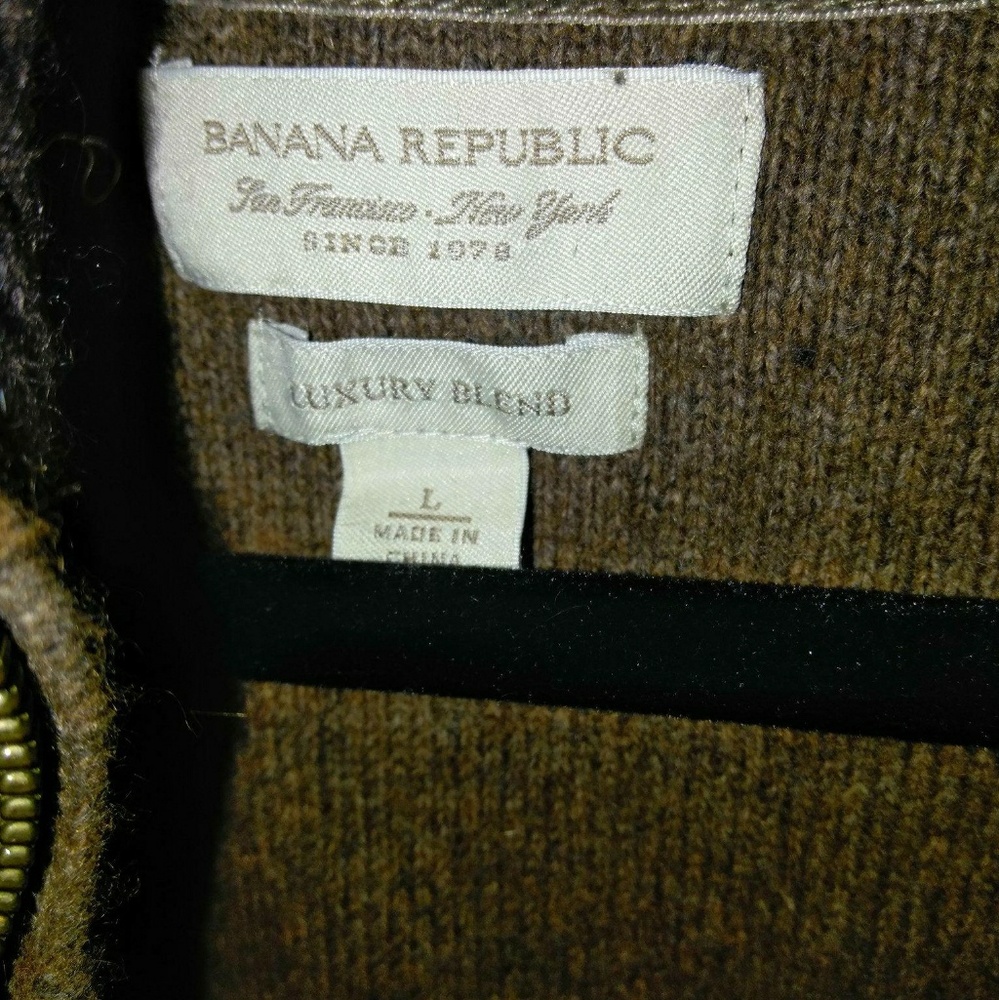 BANANA REPUBLIC
San Francisco - New York
SINCE 1978
LUXURY BLEND
L
MADE IN
CHINA